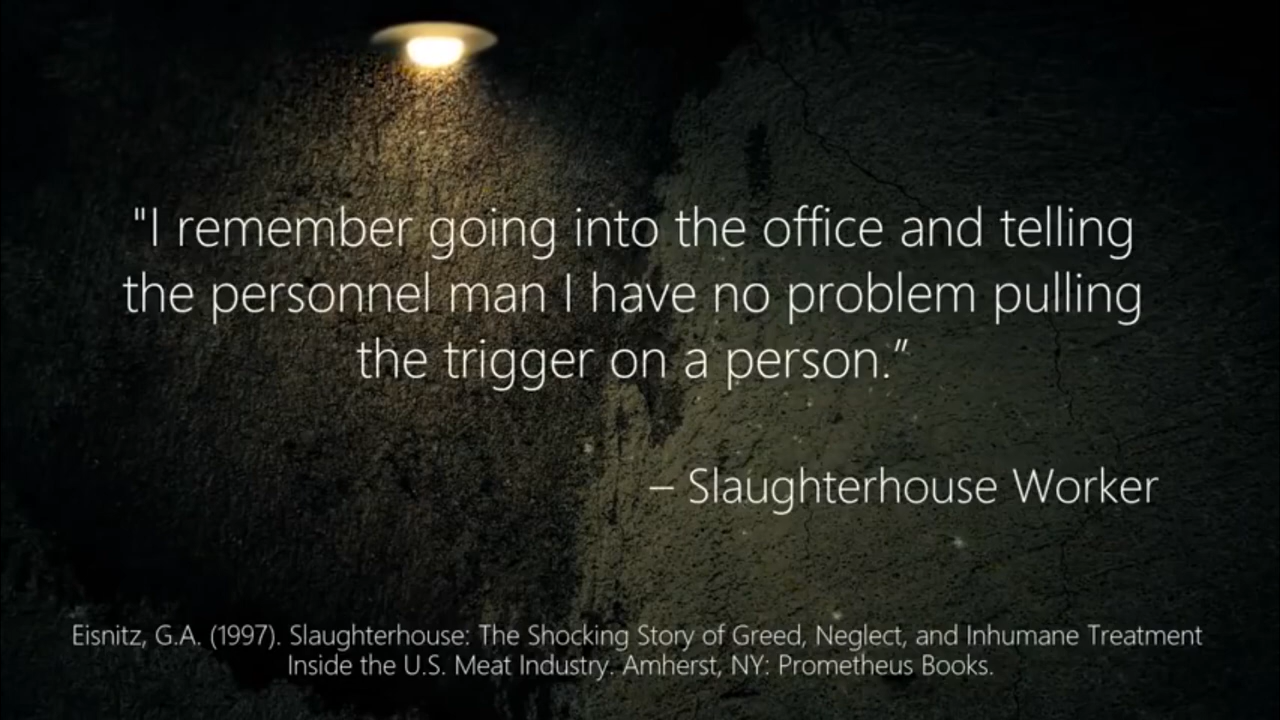 "I remember going into the office and telling
the personnel man I have no problem pulling
the trigger on a person.”
– Slaughterhouse Worker
Eisnitz, G.A. (1997). Slaughterhouse: The Shocking Story of Greed, Neglect, and Inhumane Treatment
Inside the U.S. Meat Industry. Amherst, NY: Prometheus Books.